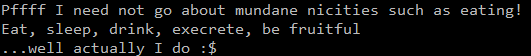 Pfffff I need not go about mundane nicities such as eating!
Eat, sleep, drink, execrete, be fruitful
...well actually I do :$